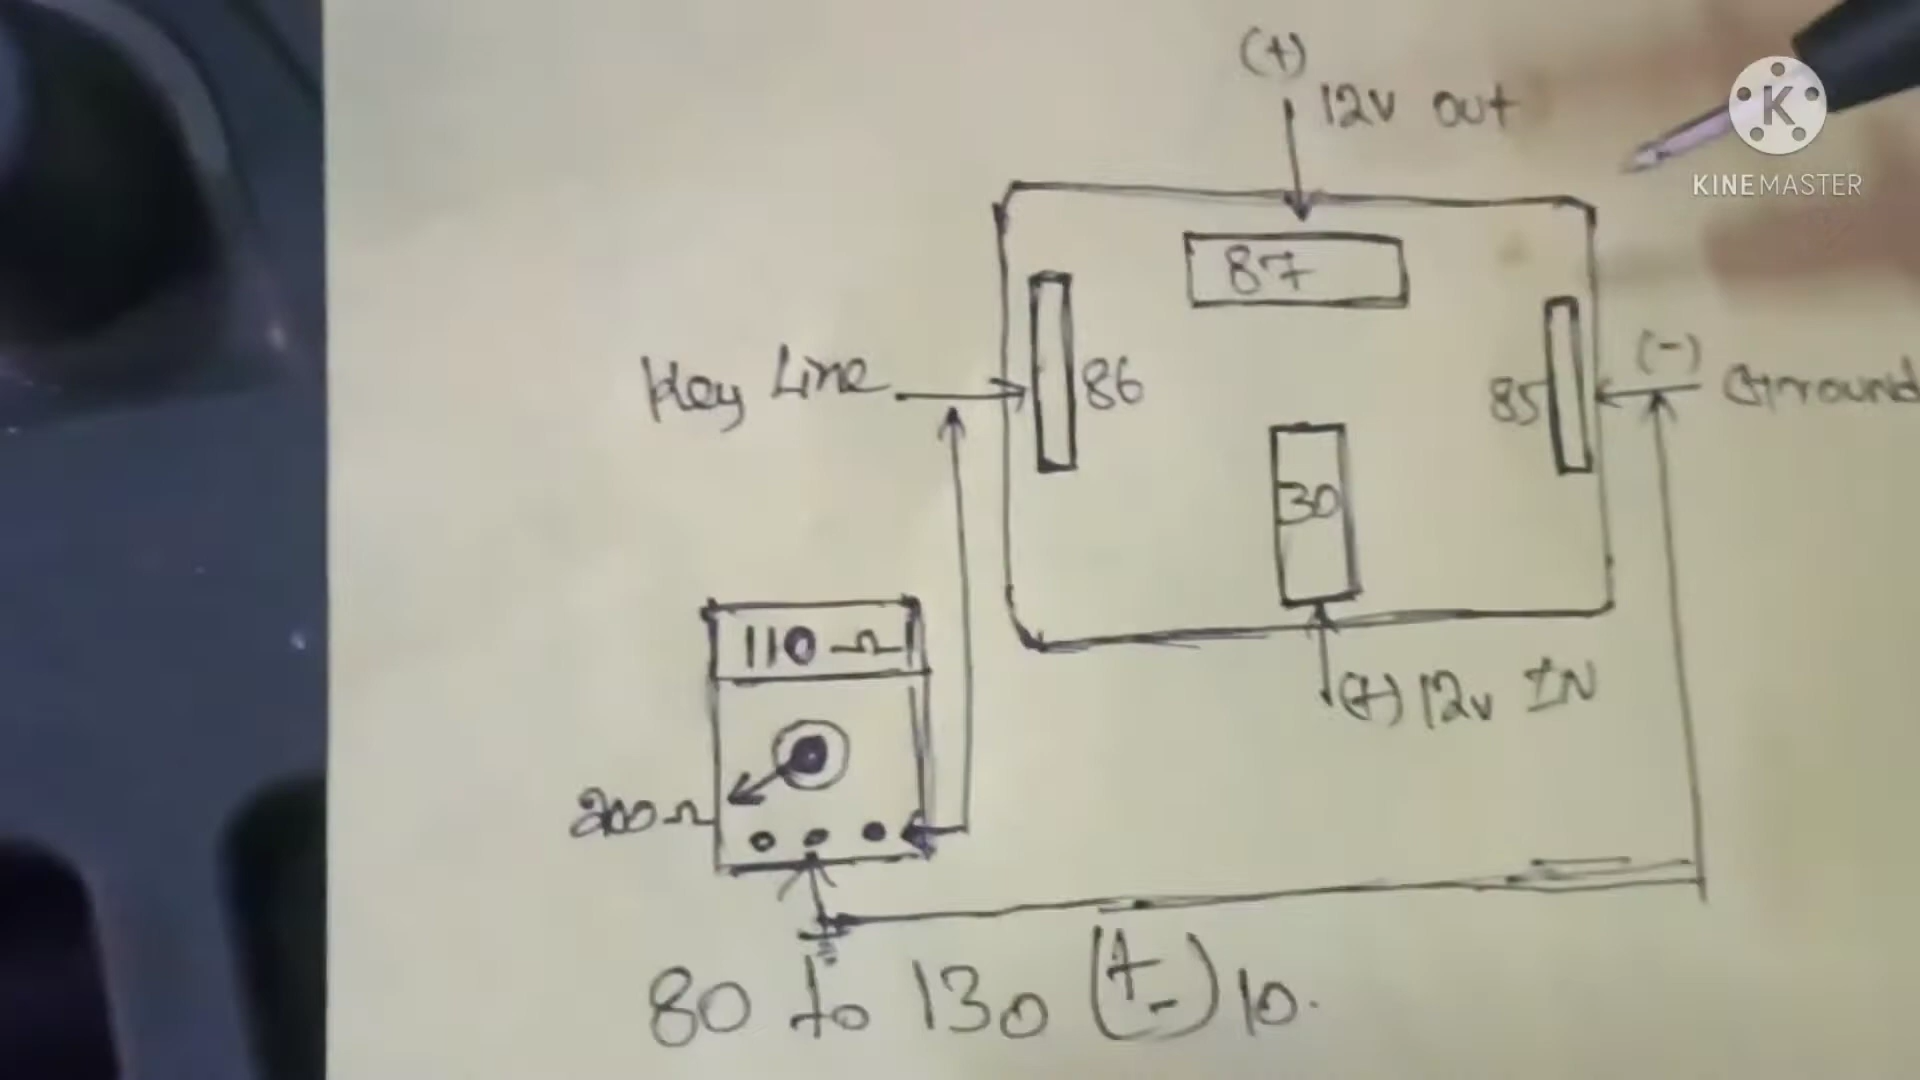 (+)
12v out
KINEMASTER
87
Key Line
86
85
(-)
Ground
30
110 Ω
(+) 12v IN
200 Ω
80 to 130 (±) 10.